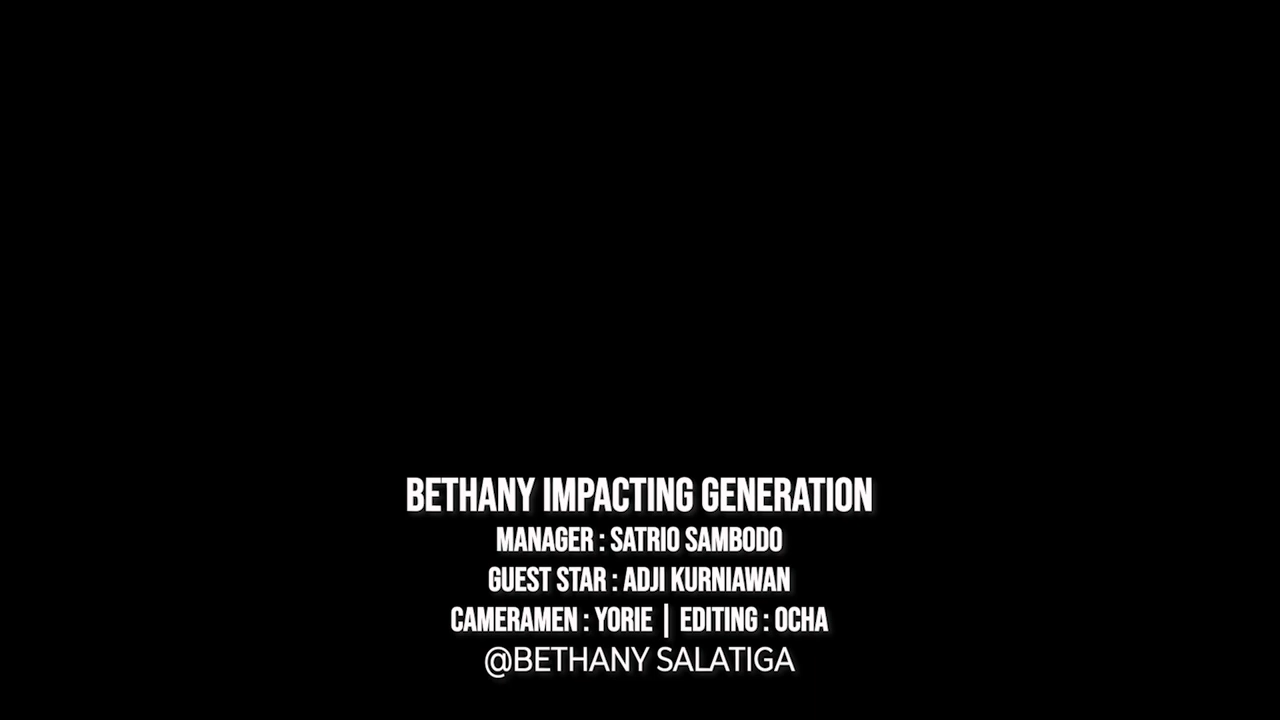 BETHANY IMPACTING GENERATION
MANAGER : SATRIO SAMBODO
GUEST STAR : ADJI KURNIAWAN
CAMERAMEN : YORIE | EDITING : OCHA
@BETHANY SALATIGA